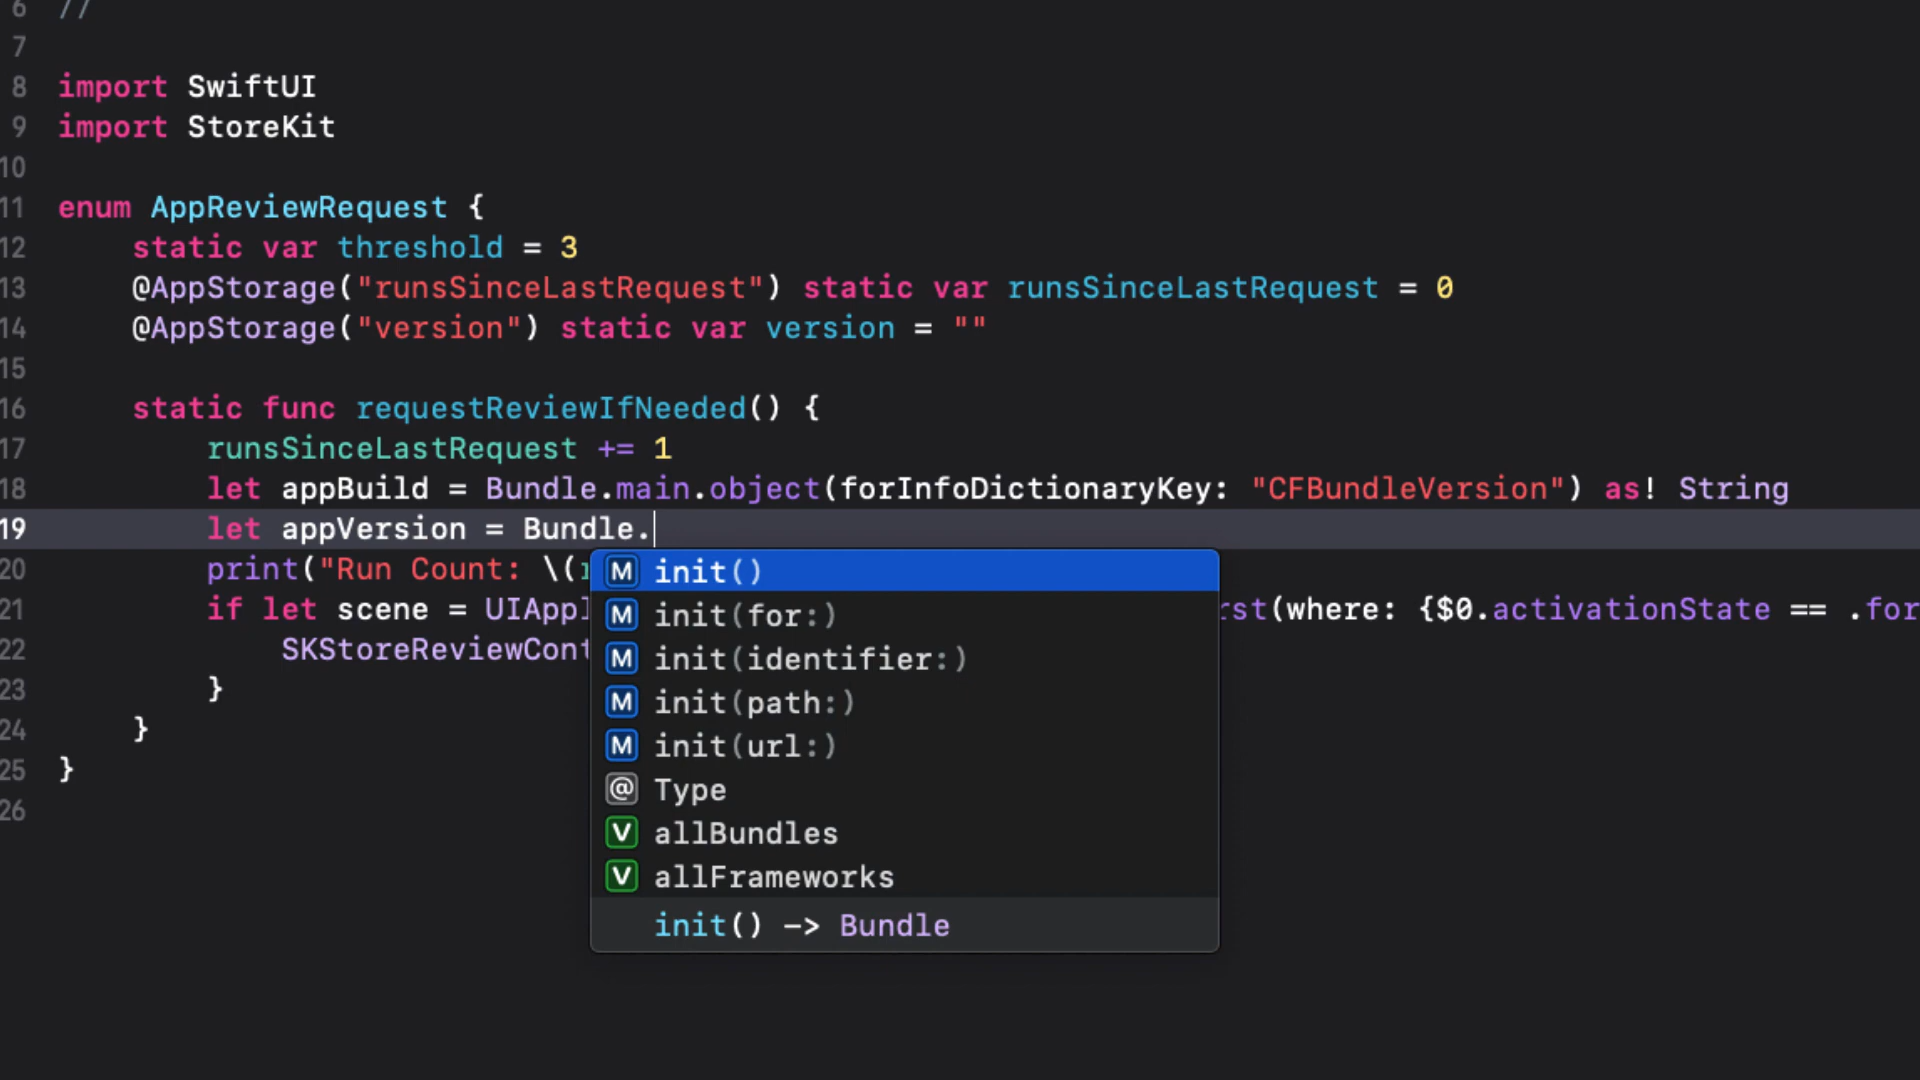 6 //
7
8 import SwiftUI
9 import StoreKit
10
11 enum AppReviewRequest {
12 static var threshold = 3
13 @AppStorage("runsSinceLastRequest") static var runsSinceLastRequest = 0
14 @AppStorage("version") static var version = ""
15
16 static func requestReviewIfNeeded() {
17 runsSinceLastRequest += 1
18 let appBuild = Bundle.main.object(forInfoDictionaryKey: "CFBundleVersion") as! String
19 let appVersion = Bundle.
20 print("Run Count: \(
M init()
21 if let scene = UIAppl rst(where: {$0.activationState == .for
M init(for:)
22 SKStoreReviewCont
M init(identifier:)
23 }
M init(path:)
24 }
M init(url:)
25 }
@ Type
26
V allBundles
V allFrameworks
init() -> Bundle